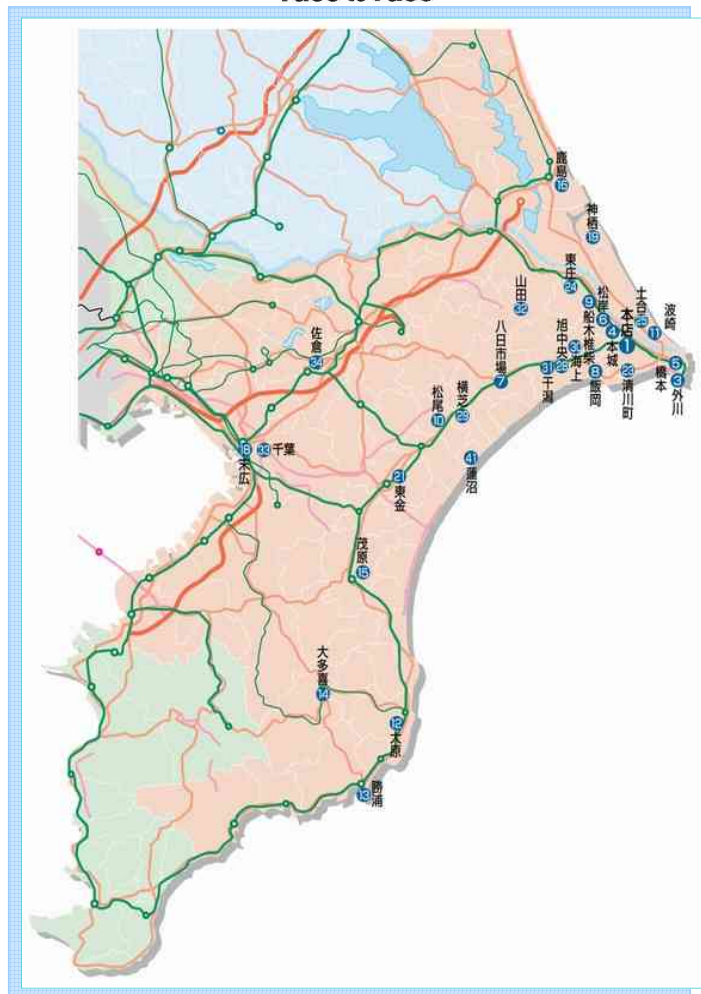 Face to Face
鹿島
16
神栖
19
東庄
24
山田
32
松岸
6
9
船木椎柴
土合
25
波崎
11
本店
1
4
本城
旭中央
28
30
海上
八日市場
7
31
干潟
8
飯岡
23
清川町
5
橋本
3
外川
佐倉
34
横芝
29
松尾
10
18
末広
33
千葉
41
蓮沼
21
東金
茂原
15
大多喜
14
12
大原
13
勝浦